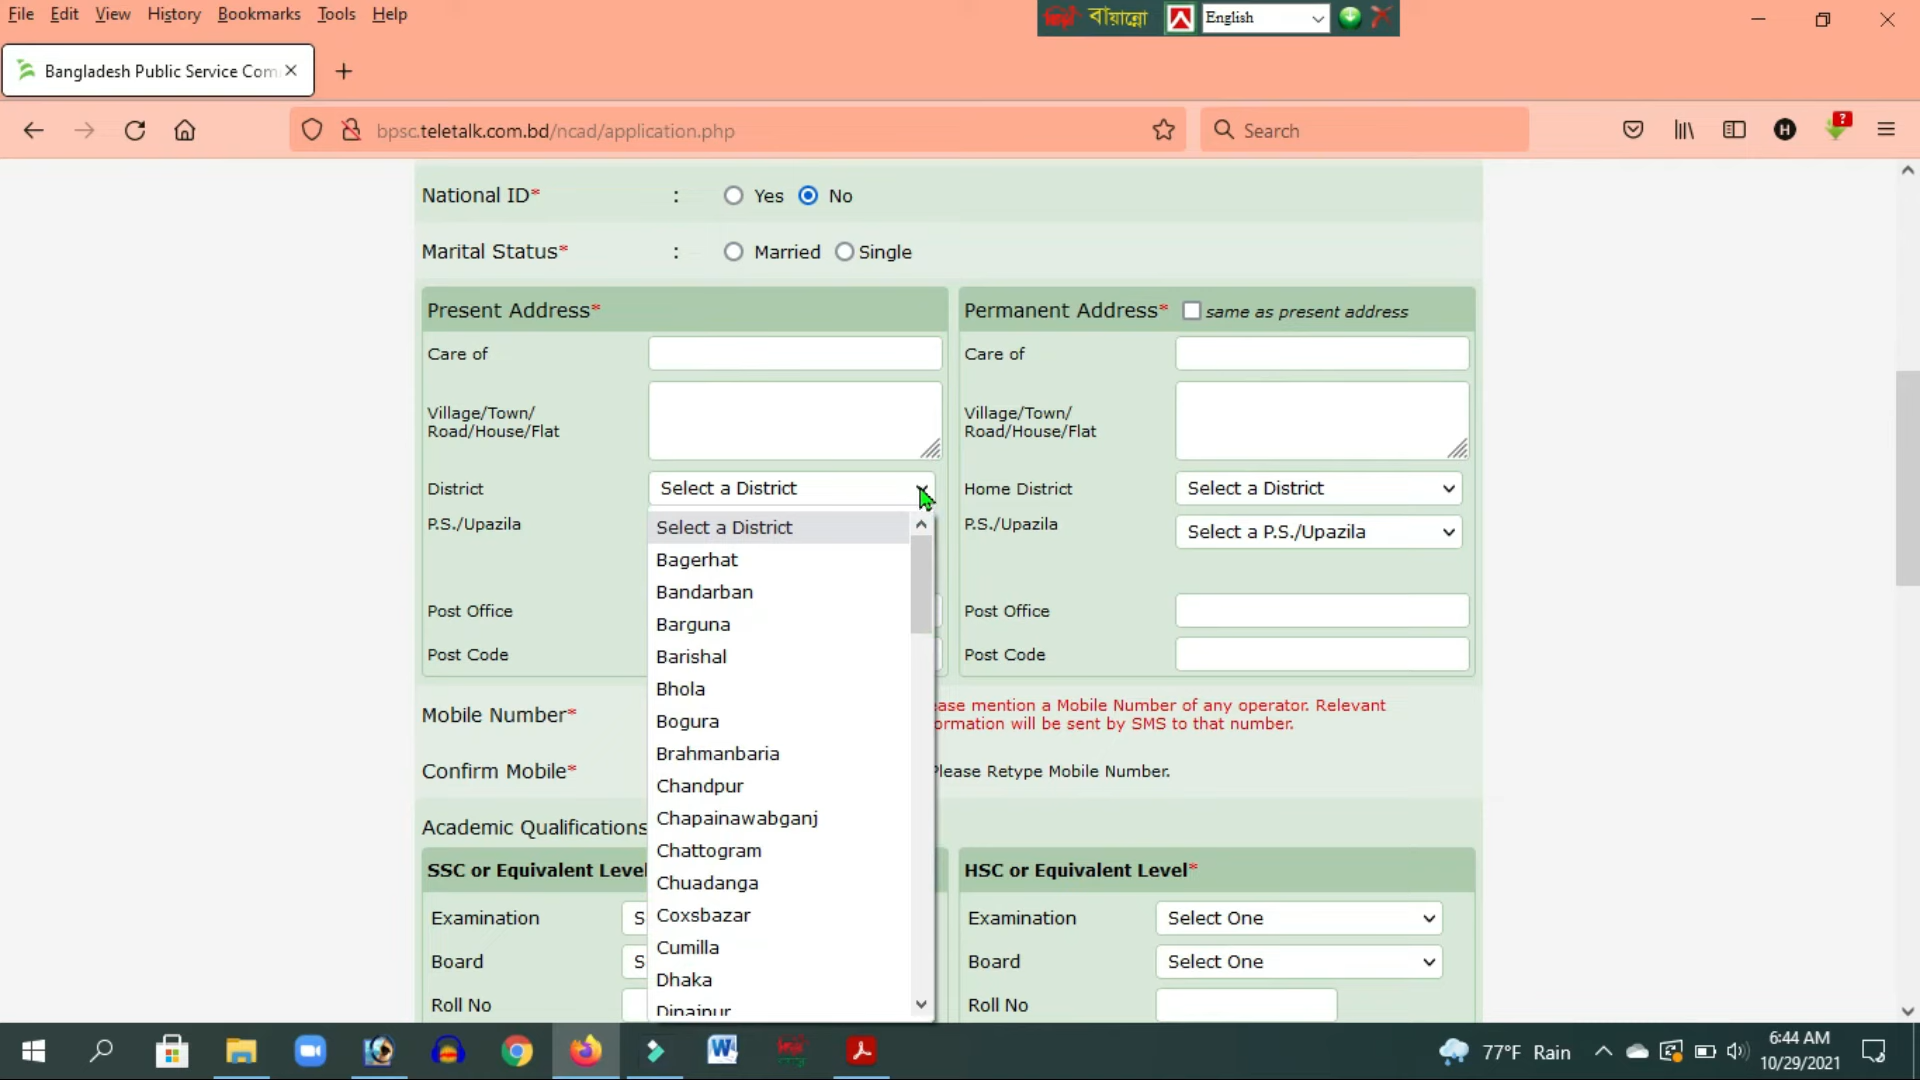 File Edit View History Bookmarks Tools Help
বায়ান্নো English
Bangladesh Public Service Com
bpsc.teletalk.com.bd/ncad/application.php
Search
H
?
National ID* : Yes No
Marital Status* : Married Single
Present Address*
Care of
Village/Town/
Road/House/Flat
District Select a District
P.S./Upazila
Post Office
Post Code
Select a District
Bagerhat
Bandarban
Barguna
Barishal
Bhola
Bogura
Brahmanbaria
Chandpur
Chapainawabganj
Chattogram
Chuadanga
Coxsbazar
Cumilla
Dhaka
Dinajpur
Permanent Address* same as present address
Care of
Village/Town/
Road/House/Flat
Home District Select a District
P.S./Upazila Select a P.S./Upazila
Post Office
Post Code
Mobile Number*
ase mention a Mobile Number of any operator. Relevant
ormation will be sent by SMS to that number.
Confirm Mobile* Please Retype Mobile Number.
Academic Qualifications
SSC or Equivalent Level
Examination S
Board S
Roll No
HSC or Equivalent Level*
Examination Select One
Board Select One
Roll No
77°F Rain
6:44 AM
10/29/2021